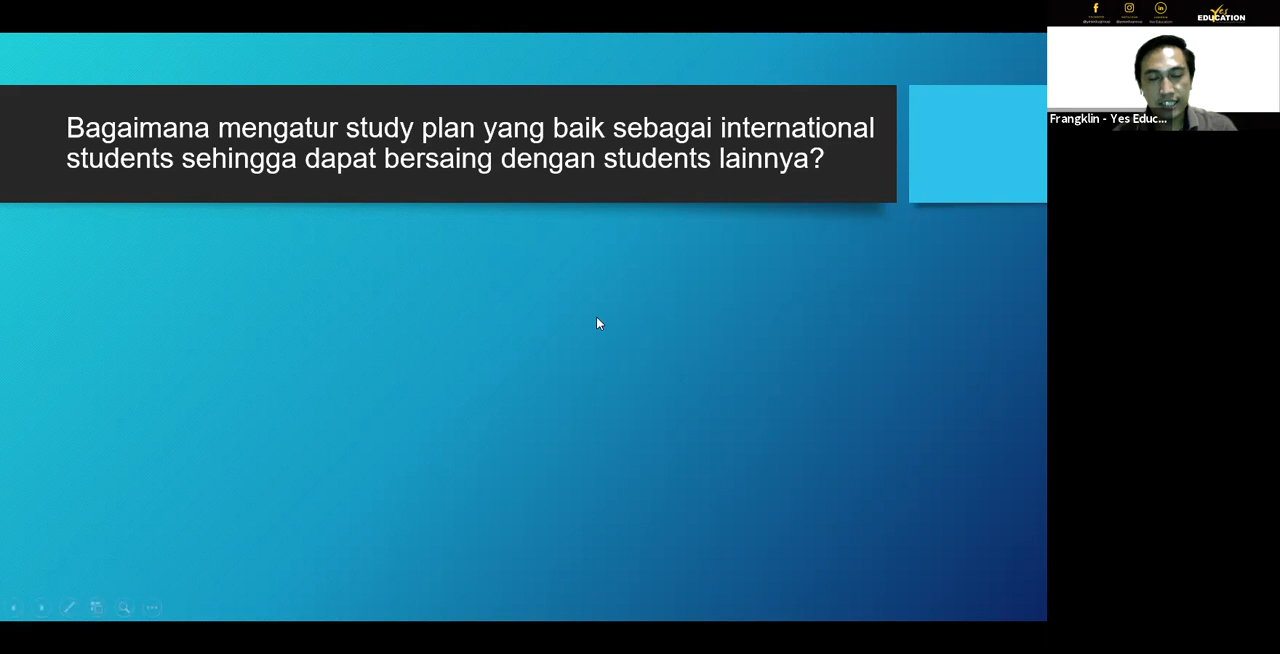 Bagaimana mengatur study plan yang baik sebagai international
students sehingga dapat bersaing dengan students lainnya?
Yes
EDUCATION
Frangklin - Yes Educ...